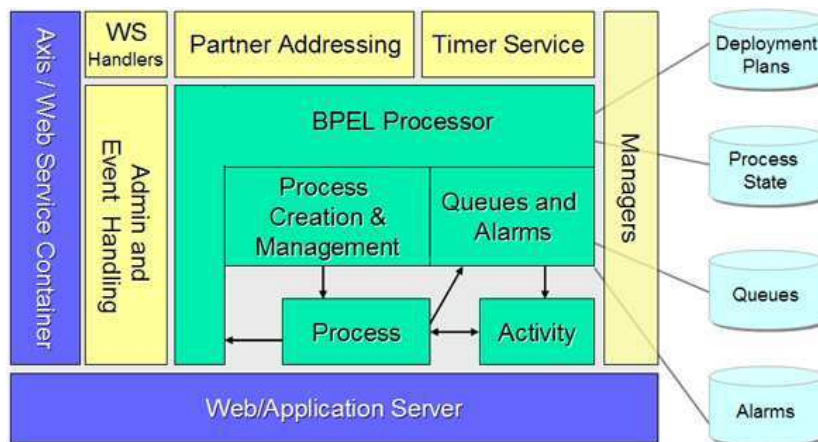 Axis / Web Service Container
WS
Handlers
Partner Addressing
Timer Service
Admin and
Event Handling
BPEL Processor
Process
Creation &
Management
Queues and
Alarms
Process
Activity
Managers
Web/Application Server
Deployment
Plans
Process
State
Queues
Alarms